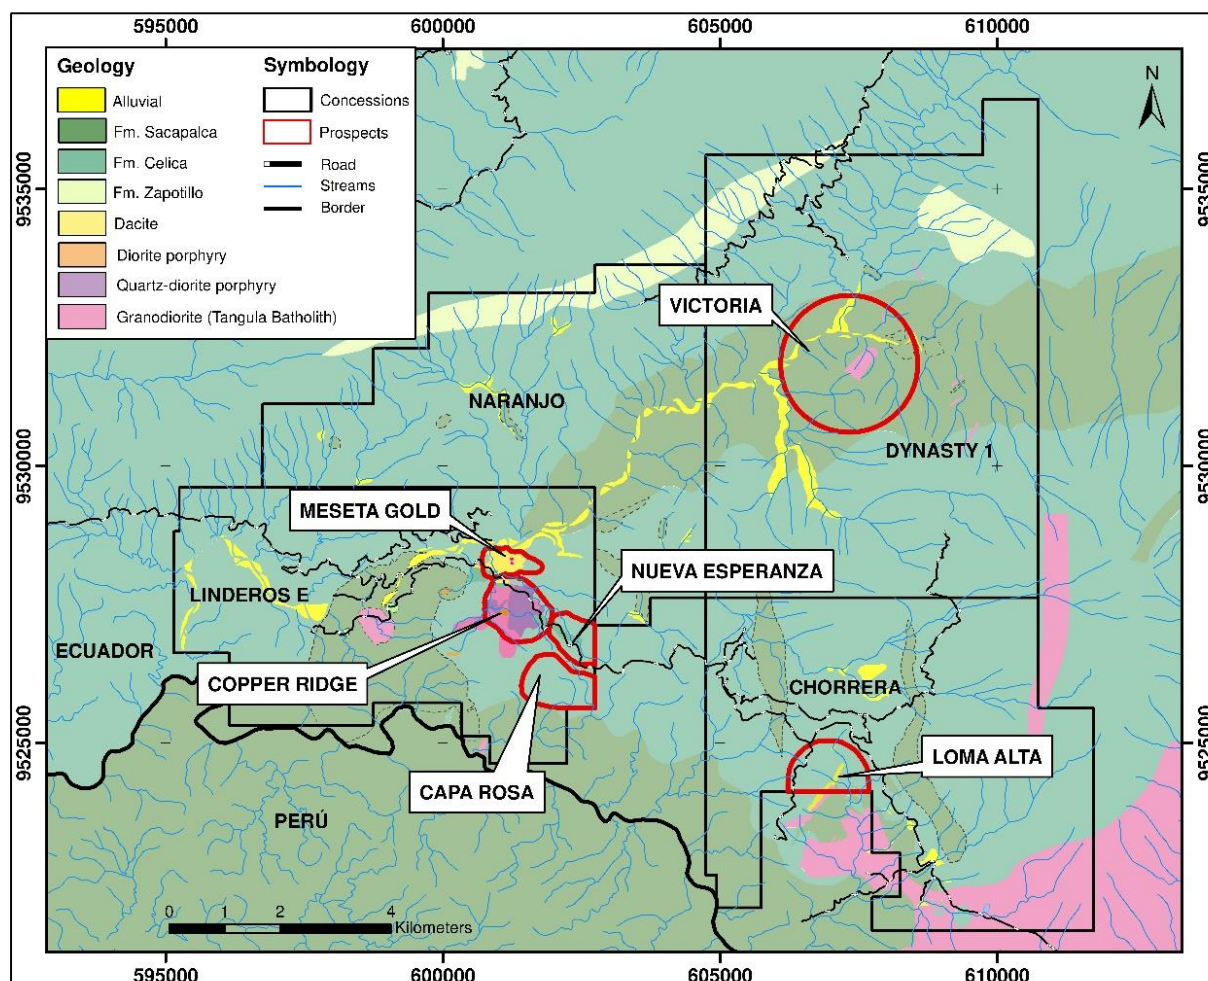 595000
600000
605000
610000
Geology
Alluvial
Fm. Sacapalca
Fm. Celica
Fm. Zapotillo
Dacite
Diorite porphyry
Quartz-diorite porphyry
Granodiorite (Tangula Batholith)
Symbology
Concessions
Prospects
Road
Streams
Border
N
9535000
9535000
VICTORIA
NARANJO
DYNASTY 1
9530000
9530000
MESETA GOLD
NUEVA ESPERANZA
LINDEROS E
ECUADOR
COPPER RIDGE
CHORRERA
9525000
9525000
LOMA ALTA
CAPA ROSA
PERÚ
0 1 2 4
Kilometers
595000
600000
605000
610000